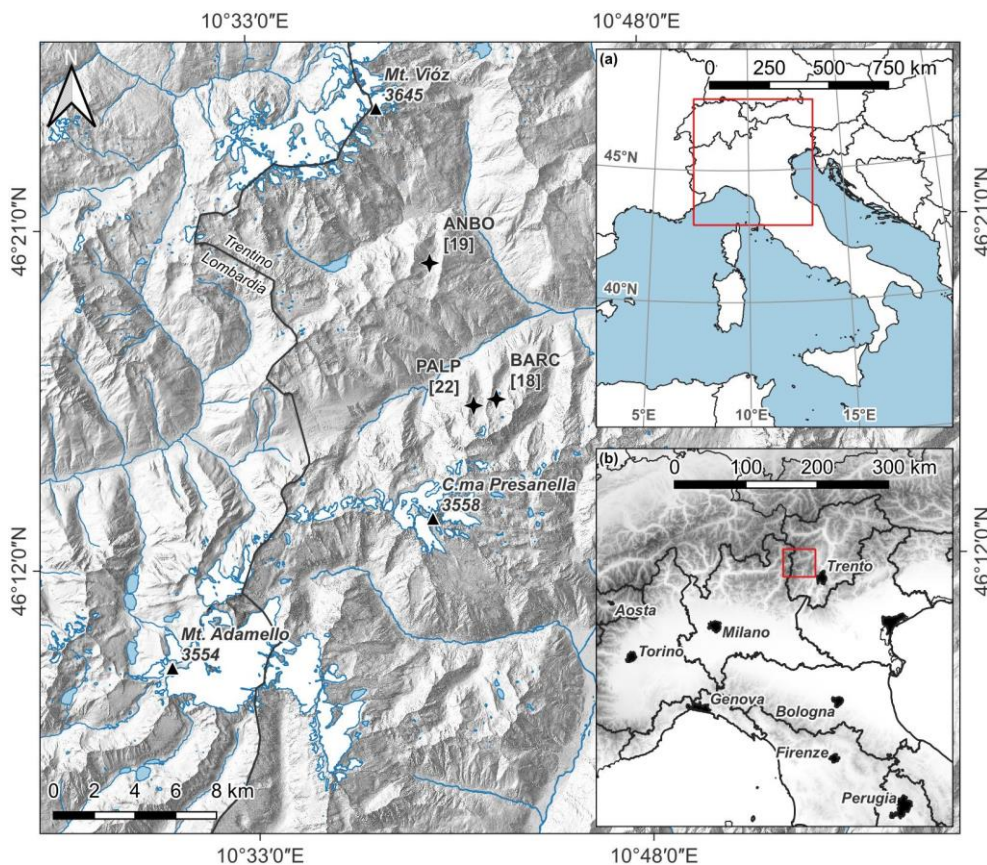 10°33′0″E
10°48′0″E
46°21′0″N
46°12′0″N
Mt. Vióz
3645
ANBO
[19]
Trentino
Lombardia
PALP
[22]
BARC
[18]
C.ma Presanella
3558
Mt. Adamello
3554
0 2 4 6 8 km
10°33′0″E
10°48′0″E
(a)
0 250 500 750 km
45°N
40°N
5°E
10°E
15°E
46°21′0″N
(b)
0 100 200 300 km
Trento
Aosta
Milano
Torino
Genova
Bologna
Firenze
Perugia
46°12′0″N